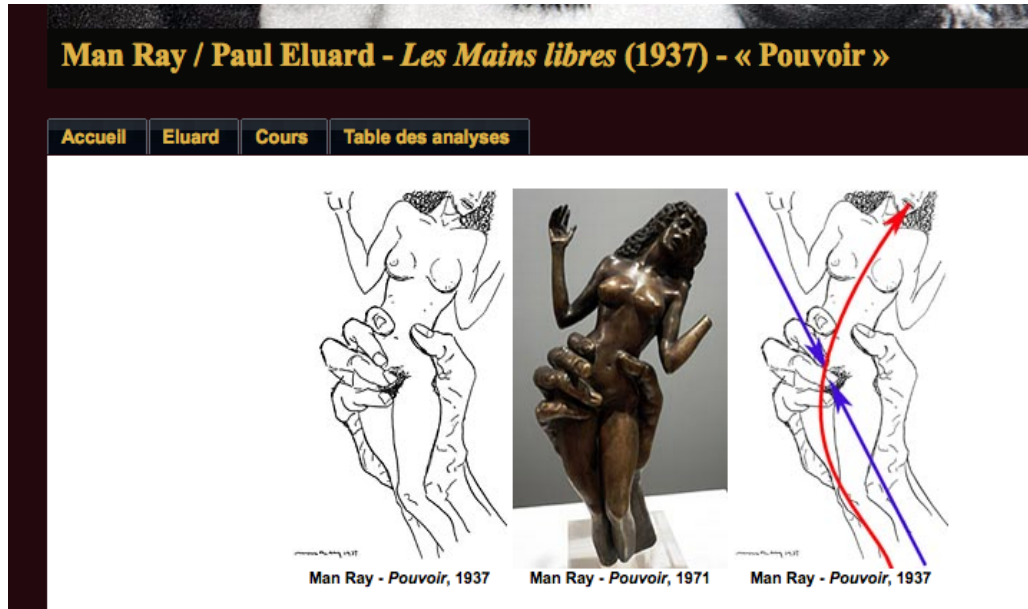 Man Ray / Paul Eluard - Les Mains libres (1937) - « Pouvoir »
Accueil Eluard Cours Table des analyses
Man Ray - Pouvoir, 1937 Man Ray - Pouvoir, 1971 Man Ray - Pouvoir, 1937